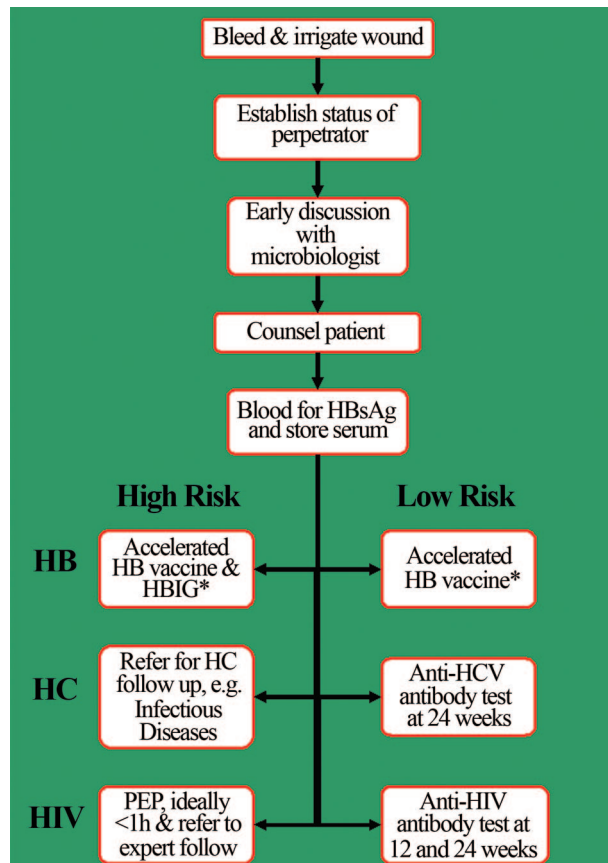 Bleed & irrigate wound
Establish status of
perpetrator
Early discussion
with
microbiologist
Counsel patient
Blood for HBsAg
and store serum
High Risk
Low Risk
HB
Accelerated
HB vaccine &
HBIG*
Accelerated
HB vaccine*
HC
Refer for HC
follow up, e.g.
Infectious
Diseases
Anti-HCV
antibody test
at 24 weeks
HIV
PEP, ideally
<1h & refer to
expert follow
Anti-HIV
antibody test at
12 and 24 weeks